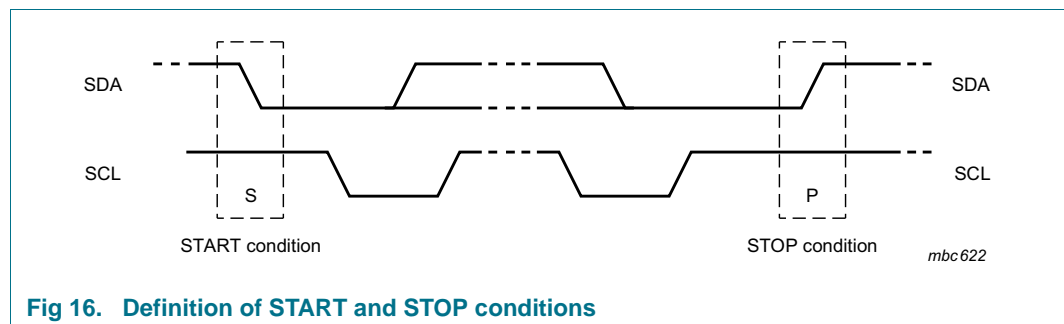 SDA SDA
SCL SCL
S P
START condition STOP condition
mbc622
Fig 16. Definition of START and STOP conditions